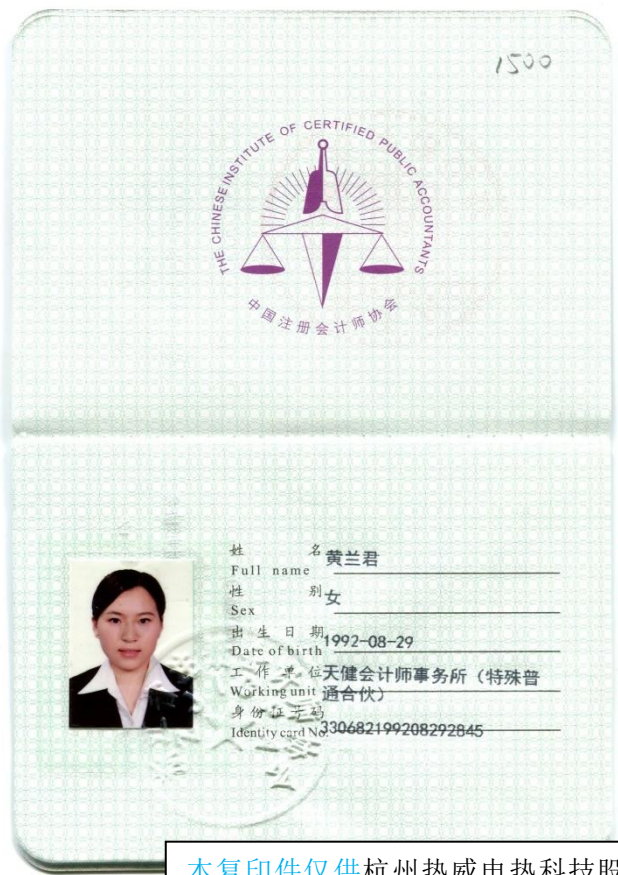 1500
THE CHINESE INSTITUTE OF CERTIFIED PUBLIC ACCOUNTANTS
中国注册会计师协会
姓 名 黄兰君
Full name
性 别 女
Sex
出生日期 1992-08-29
Date of birth
工作单位 天健会计师事务所（特殊普
Working unit 通合伙）
身份证号码
Identity card No. 330682199208292845
本复印件仅供杭州热威电热科技股